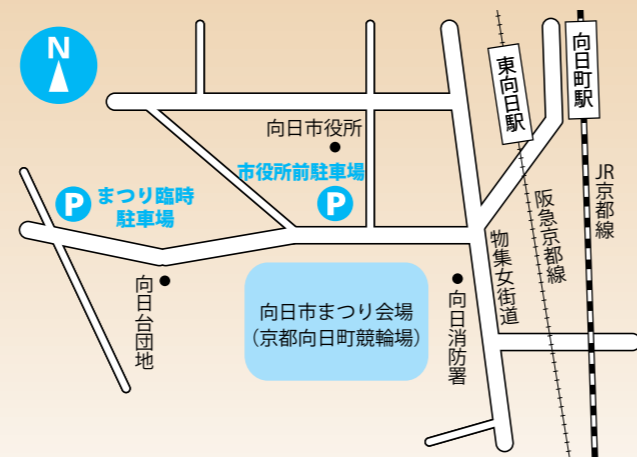 N
向日町駅
東向日駅
向日市役所
市役所前駐車場
P
P
まつり臨時
駐車場
JR京都線
阪急京都線
物集女街道
向日台団地
向日市まつり会場
(京都向日町競輪場)
向日消防署